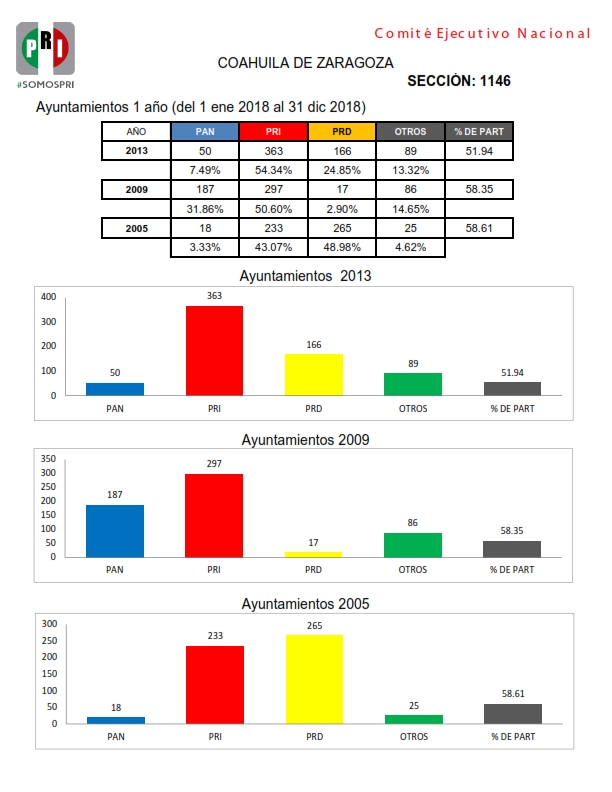 Comité Ejecutivo Nacional
PRI
#SOMOSPRI
COAHUILA DE ZARAGOZA
SECCIÓN: 1146
Ayuntamientos 1 año (del 1 ene 2018 al 31 dic 2018)
AÑO PAN PRI PRD OTROS % DE PART
2013 50 363 166 89 51.94
7.49% 54.34% 24.85% 13.32%
2009 187 297 17 86 58.35
31.86% 50.60% 2.90% 14.65%
2005 18 233 265 25 58.61
3.33% 43.07% 48.98% 4.62%
Ayuntamientos 2013
400
300
200
100
0
50 363 166 89 51.94
PAN PRI PRD OTROS % DE PART
Ayuntamientos 2009
350
300
250
200
150
100
50
0
187 297 17 86 58.35
PAN PRI PRD OTROS % DE PART
Ayuntamientos 2005
300
250
200
150
100
50
0
18 233 265 25 58.61
PAN PRI PRD OTROS % DE PART